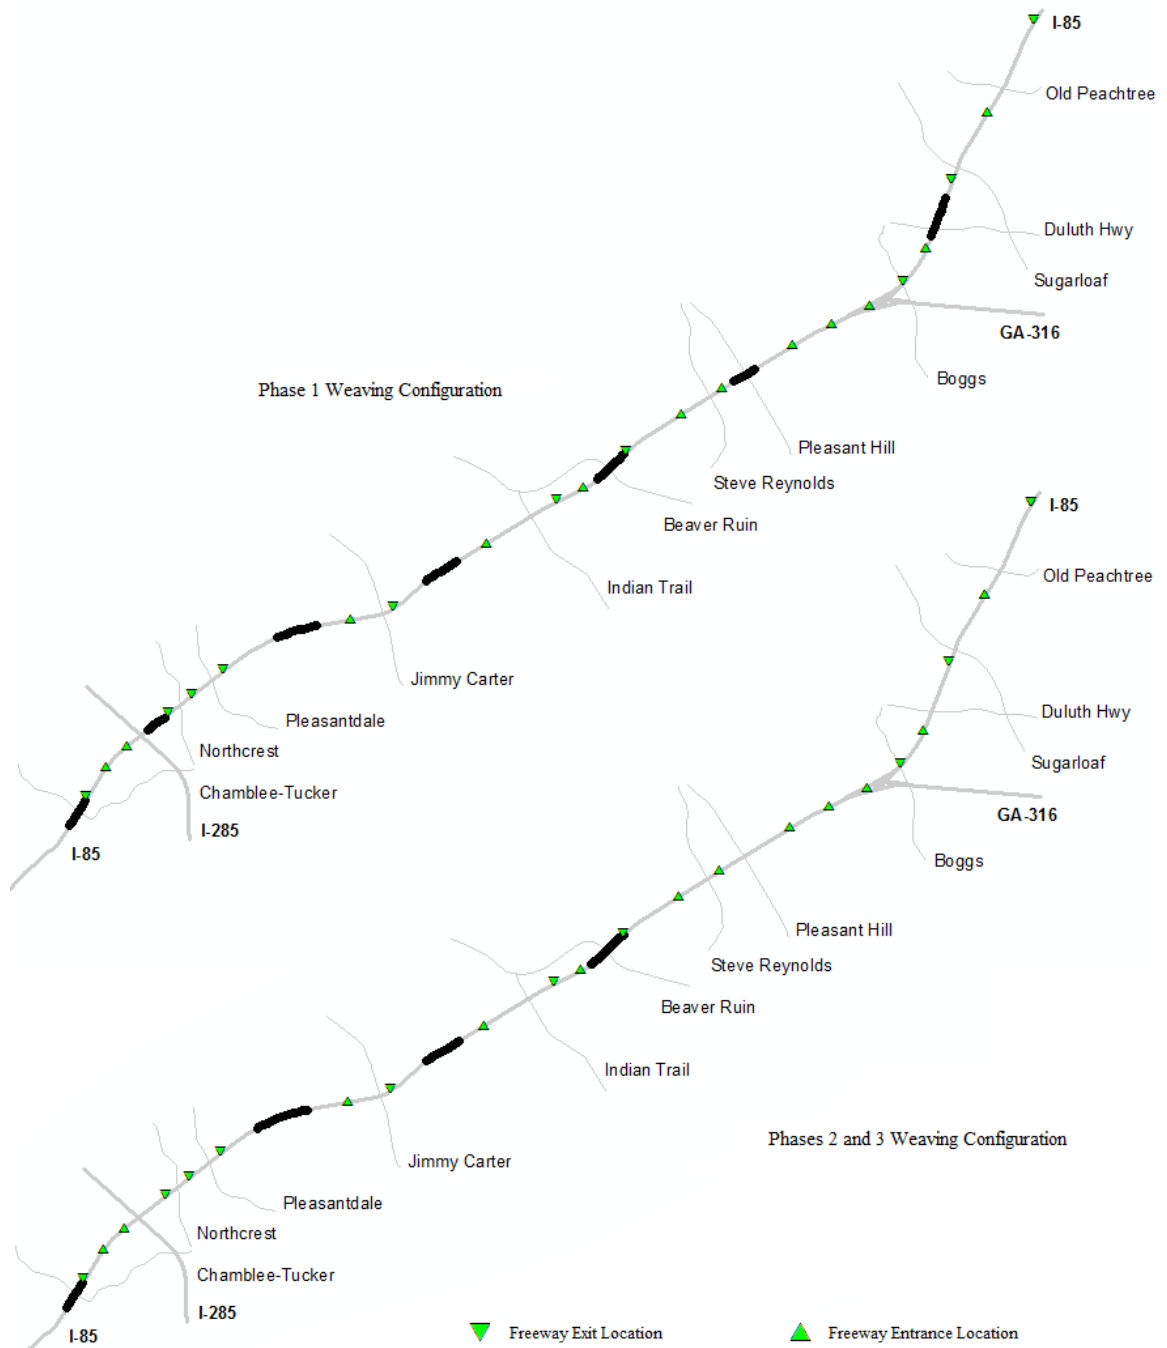 I-85
Old Peachtree
Duluth Hwy
Sugarloaf
GA-316
Boggs
Phase 1 Weaving Configuration
Pleasant Hill
Steve Reynolds
Beaver Ruin
Indian Trail
Jimmy Carter
Pleasantdale
Northcrest
Chamblee-Tucker
I-285
I-85
I-85
Old Peachtree
Duluth Hwy
Sugarloaf
GA-316
Boggs
Pleasant Hill
Steve Reynolds
Beaver Ruin
Indian Trail
Phases 2 and 3 Weaving Configuration
Jimmy Carter
Pleasantdale
Northcrest
Chamblee-Tucker
I-285
I-85
Freeway Exit Location
Freeway Entrance Location